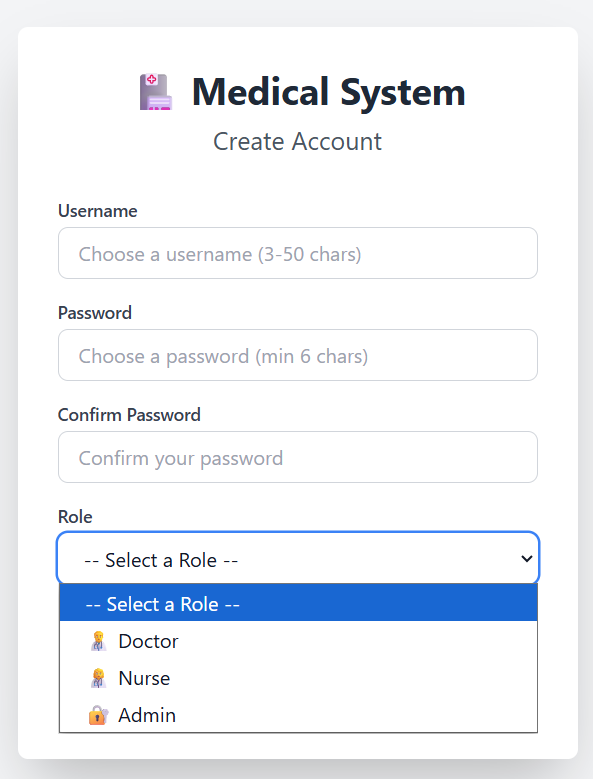 Medical System
Create Account
Username
Choose a username (3-50 chars)
Password
Choose a password (min 6 chars)
Confirm Password
Confirm your password
Role
-- Select a Role --
-- Select a Role --
Doctor
Nurse
Admin